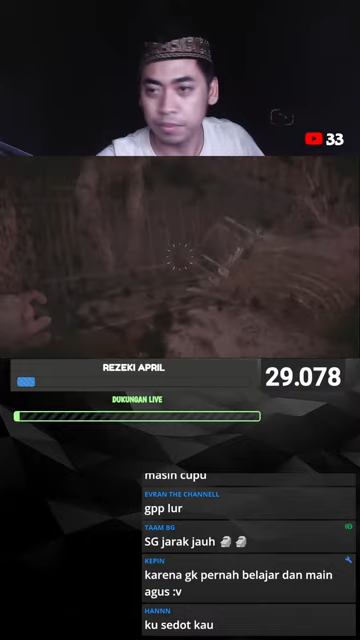 33
REZEKI APRIL
29.078
DUKUNGAN LIVE
masih cupu
EVRAN THE CHANNELL
gpp lur
TAAM BG
SG jarak jauh 🗿 🗿
KEPIN
karena gk pernah belajar dan main
agus :v
HANNN
ku sedot kau